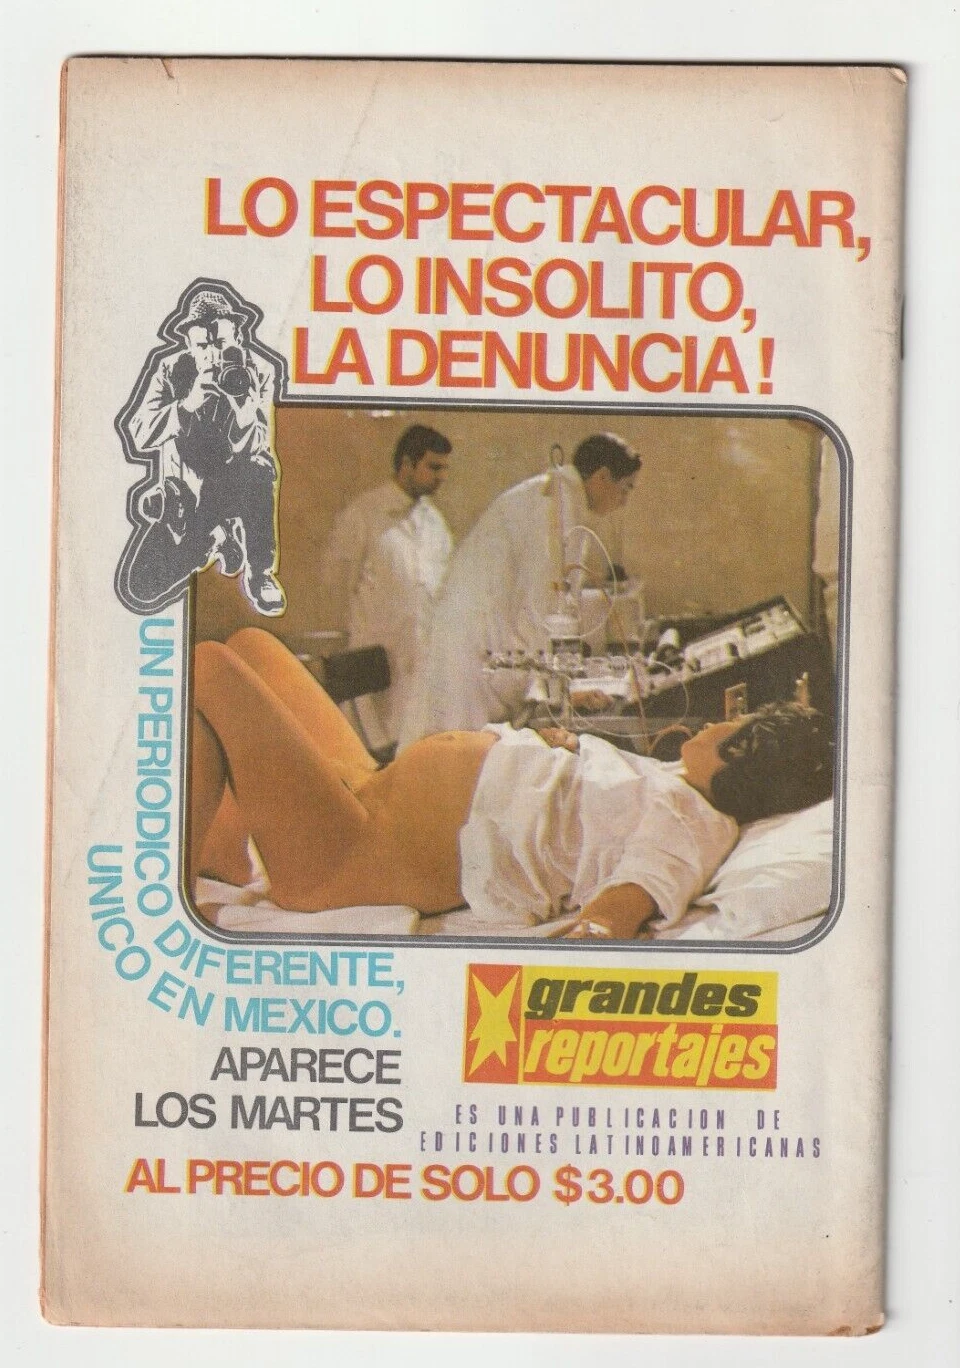 LO ESPECTACULAR,
LO INSOLITO,
LA DENUNCIA!
UN PERIODICO DIFERENTE,
UNICO EN MEXICO.
APARECE
LOS MARTES
grandes
reportajes
ES UNA PUBLICACION DE
EDICIONES LATINOAMERICANAS
AL PRECIO DE SOLO $3.00